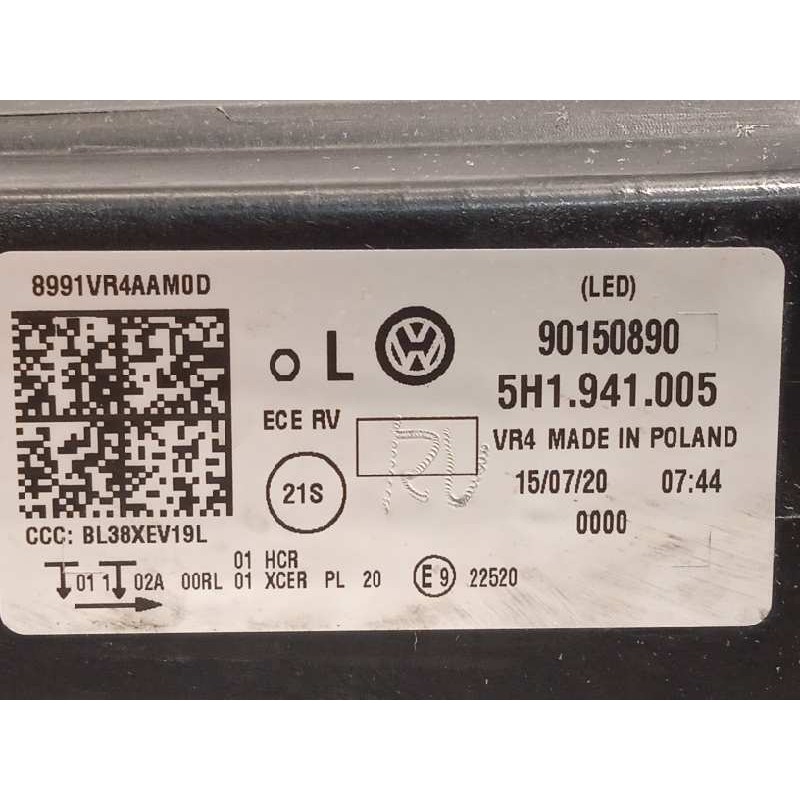 8991VR4AAM0D
L
ECE RV
21S
CCC: BL38XEV19L
(LED)
90150890
5H1.941.005
VR4 MADE IN POLAND
15/07/20 07:44
0000
01 HCR
01 1 02A 00RL 01 XCER PL 20 E9 22520